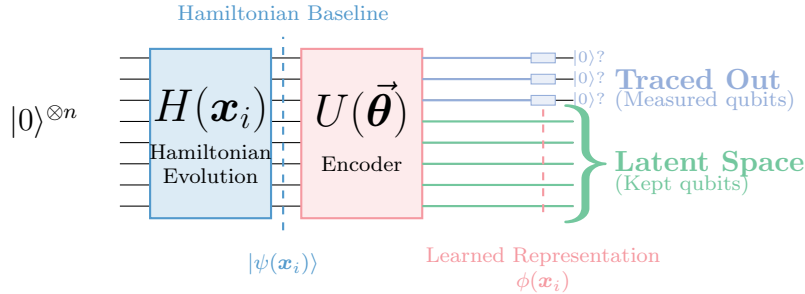 Hamiltonian Baseline
|0⟩^{⊗n}
H(𝒙_i)
Hamiltonian
Evolution
U(\vec{𝜽})
Encoder
|0⟩?
|0⟩?
|0⟩?
Traced Out
(Measured qubits)
Latent Space
(Kept qubits)
|ψ(𝒙_i)⟩
Learned Representation
ϕ(𝒙_i)